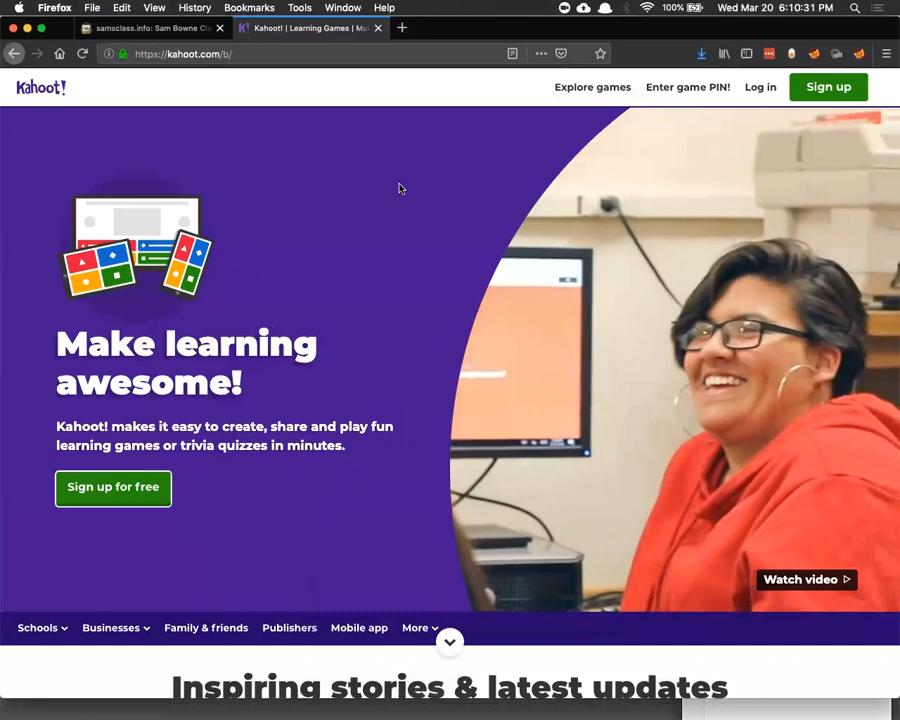 Firefox File Edit View History Bookmarks Tools Window Help 100% Wed Mar 20 6:10:31 PM
samsclass.info: Sam Bowne Cl
Kahoot! | Learning Games | Ma
https://kahoot.com/b/
Kahoot!
Explore games Enter game PIN! Log in Sign up
Make learning
awesome!
Kahoot! makes it easy to create, share and play fun
learning games or trivia quizzes in minutes.
Sign up for free
Watch video
Schools Businesses Family & friends Publishers Mobile app More
Inspiring stories & latest updates